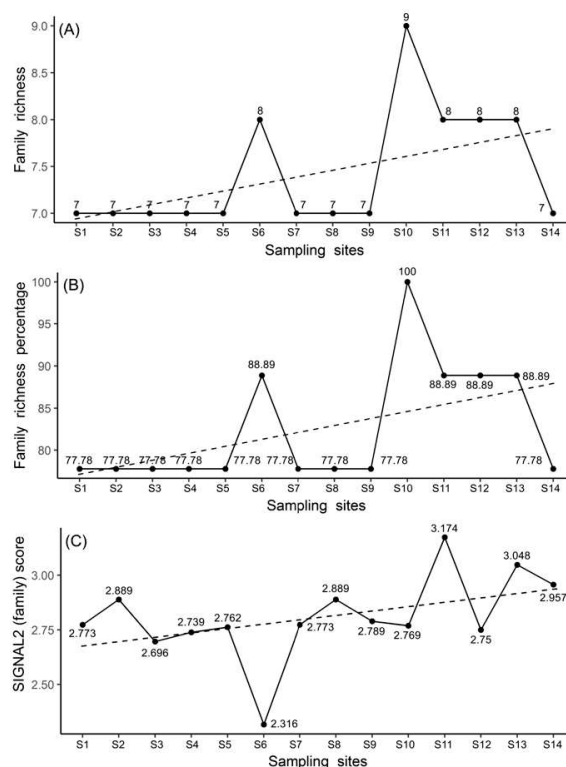 (A)
Family richness
9.0
8.5
8.0
7.5
7.0
7 7 7 7 7 8 7 7 7 9 8 8 8 7
S1 S2 S3 S4 S5 S6 S7 S8 S9 S10 S11 S12 S13 S14
Sampling sites
(B)
Family richness percentage
100
95
90
85
80
77.78 77.78 77.78 77.78 77.78 88.89 77.78 77.78 77.78 100 88.89 88.89 88.89 77.78
S1 S2 S3 S4 S5 S6 S7 S8 S9 S10 S11 S12 S13 S14
Sampling sites
(C)
SIGNAL2 (family) score
3.00
2.75
2.50
2.773 2.889 2.696 2.739 2.762 2.316 2.773 2.889 2.789 2.769 3.174 2.75 3.048 2.957
S1 S2 S3 S4 S5 S6 S7 S8 S9 S10 S11 S12 S13 S14
Sampling sites